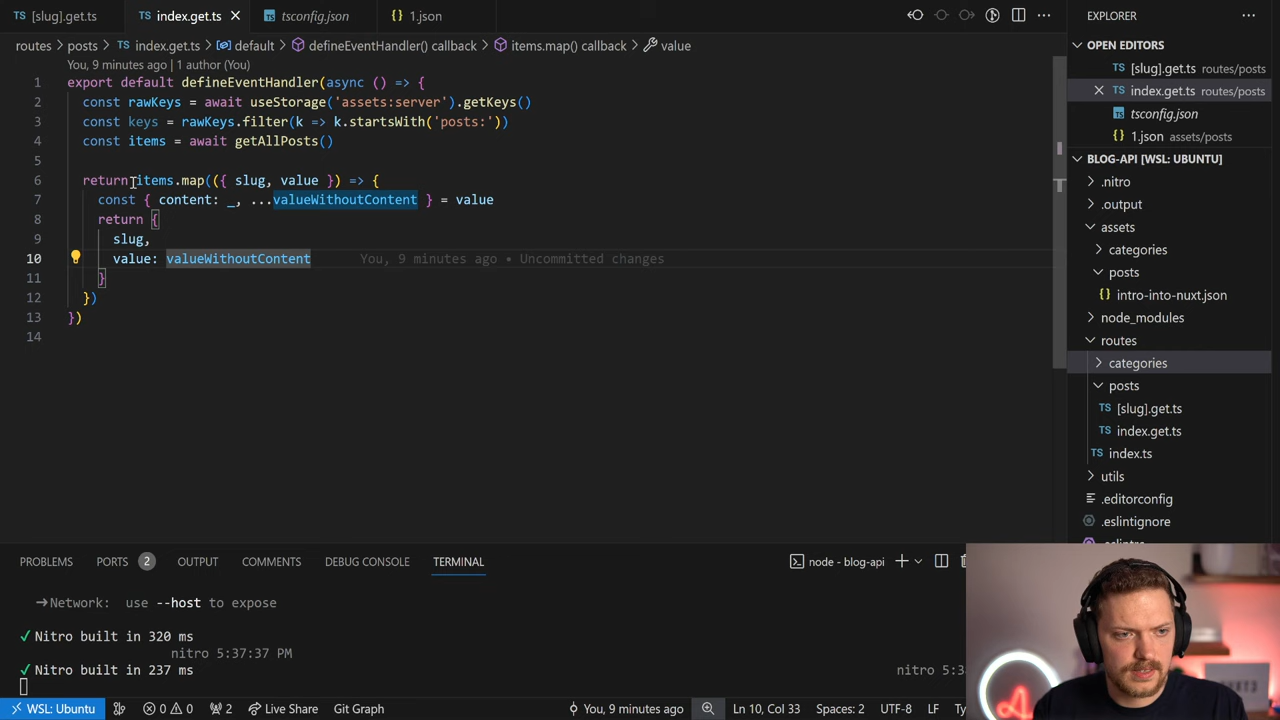 [slug].get.ts index.get.ts tsconfig.json 1.json
routes posts index.get.ts default defineEventHandler() callback items.map() callback value
You, 9 minutes ago | 1 author (You)
1 export default defineEventHandler(async () => {
2 const rawKeys = await useStorage('assets:server').getKeys()
3 const keys = rawKeys.filter(k => k.startsWith('posts:'))
4 const items = await getAllPosts()
5
6 return items.map(({ slug, value }) => {
7 const { content: _, ...valueWithoutContent } = value
8 return {
9 slug,
10 value: valueWithoutContent You, 9 minutes ago • Uncommitted changes
11 }
12 })
13 })
14
EXPLORER
OPEN EDITORS
[slug].get.ts routes/posts
index.get.ts routes/posts
tsconfig.json
1.json assets/posts
BLOG-API [WSL: UBUNTU]
.nitro
.output
assets
categories
posts
intro-into-nuxt.json
node_modules
routes
categories
posts
[slug].get.ts
index.get.ts
index.ts
utils
.editorconfig
.eslintignore
PROBLEMS PORTS 2 OUTPUT COMMENTS DEBUG CONSOLE TERMINAL
node - blog-api
➜Network: use --host to expose
✓ Nitro built in 320 ms
nitro 5:37:37 PM
✓ Nitro built in 237 ms
nitro
WSL: Ubuntu 0 0 2 Live Share Git Graph You, 9 minutes ago Ln 10, Col 33 Spaces: 2 UTF-8 LF